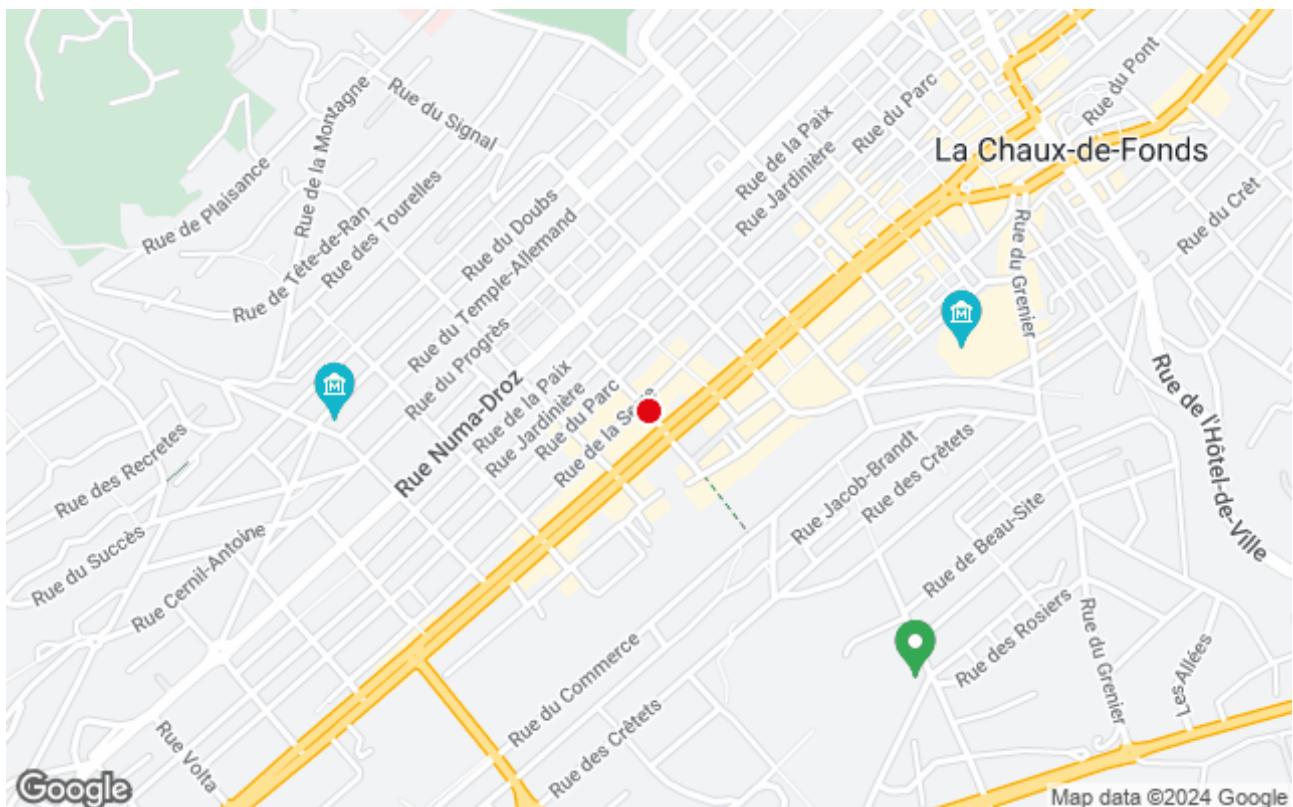 Rue du Pont
Rue du Signal
Rue de la Montagne
Rue du Parc
Rue de la Paix
La Chaux-de-Fonds
Rue Jardinière
Rue de Plaisance
Rue des Tourelles
Rue du Doubs
Rue de Tête-de-Ran
Rue du Temple-Allemand
Rue du Crêt
Rue du Grenier
Rue du Progrès
Rue Numa-Droz
Rue de la Paix
Rue Jardinière
Rue du Parc
Rue de la
Rue de l'Hôtel-de-Ville
Rue des Recretes
Rue Jacob-Brandt
Rue des Crêtets
Rue de Beau-Site
Rue du Succès
Rue Cernil-Antoine
Rue des Rosiers
Rue du Grenier
Les-Allées
Rue du Commerce
Rue des Crêtets
Rue Volta
Google
Map data ©2024 Google